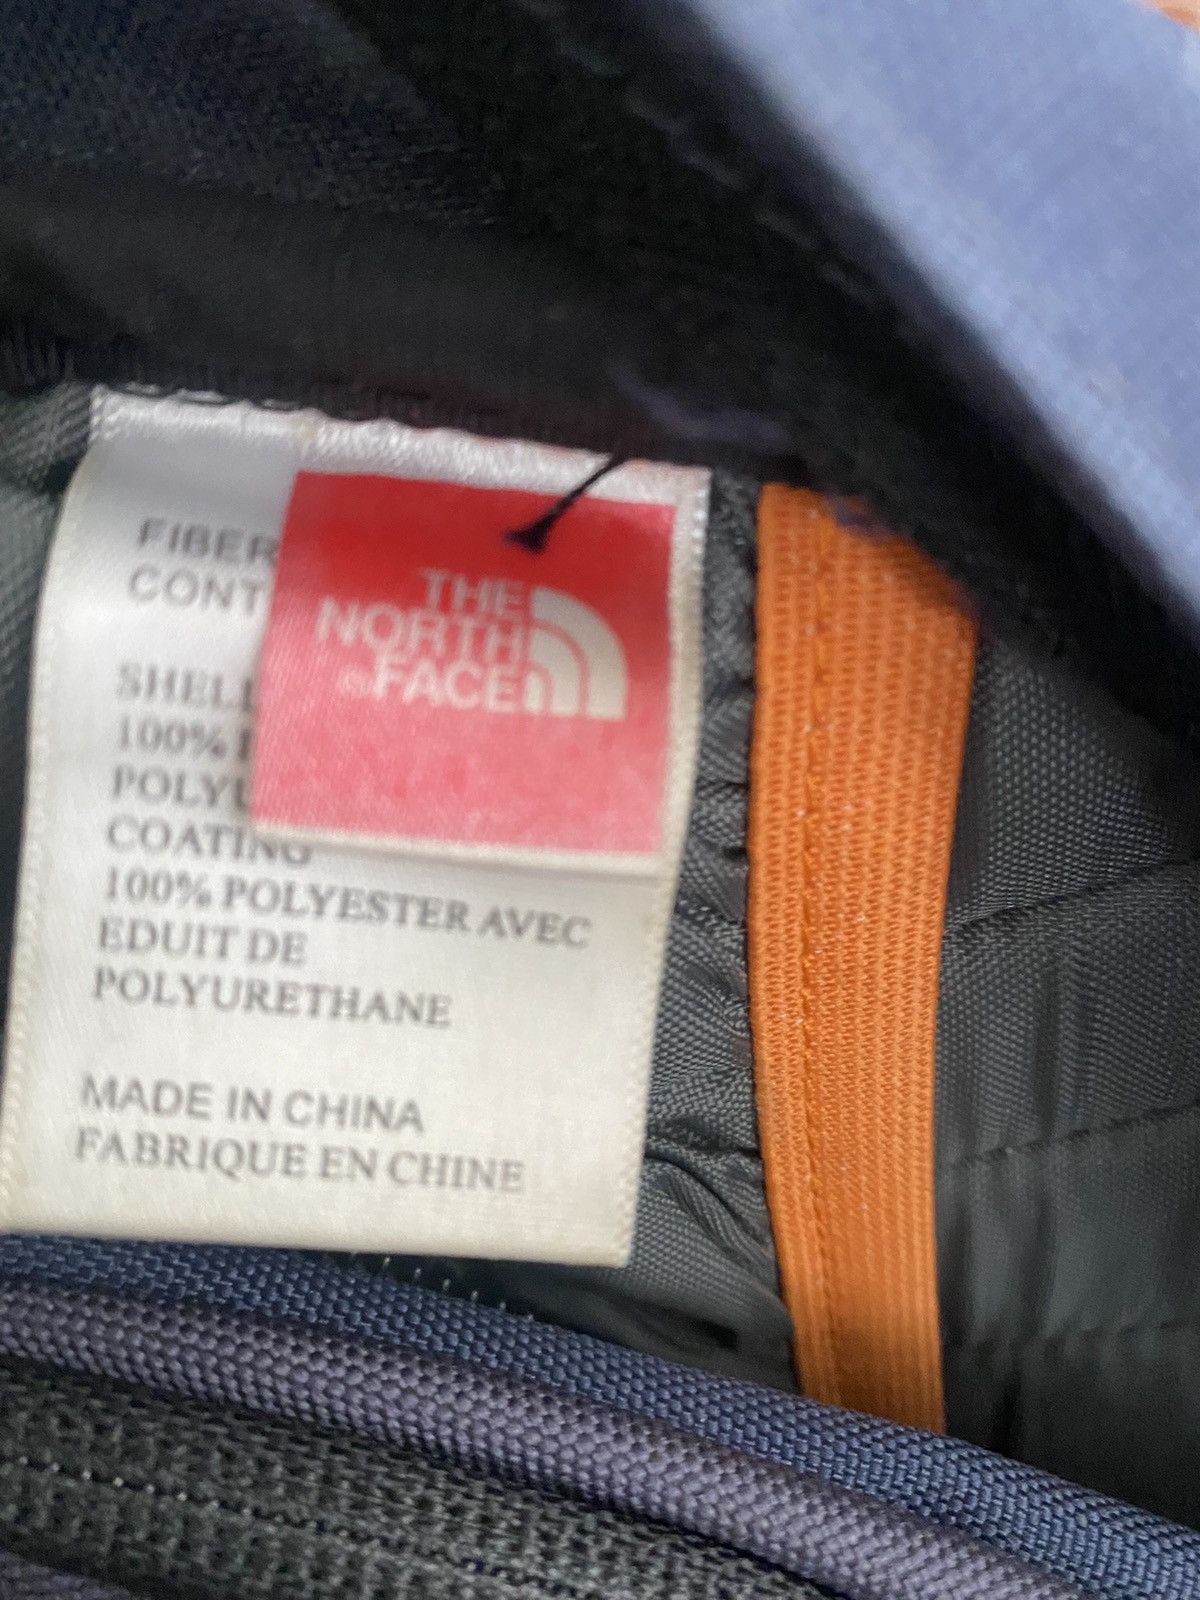 FIBER
CONT
THE
NORTH
FACE
SHELL
100%
POLYU
COATING
100% POLYESTER AVEC
EDUIT DE
POLYURETHANE
MADE IN CHINA
FABRIQUE EN CHINE